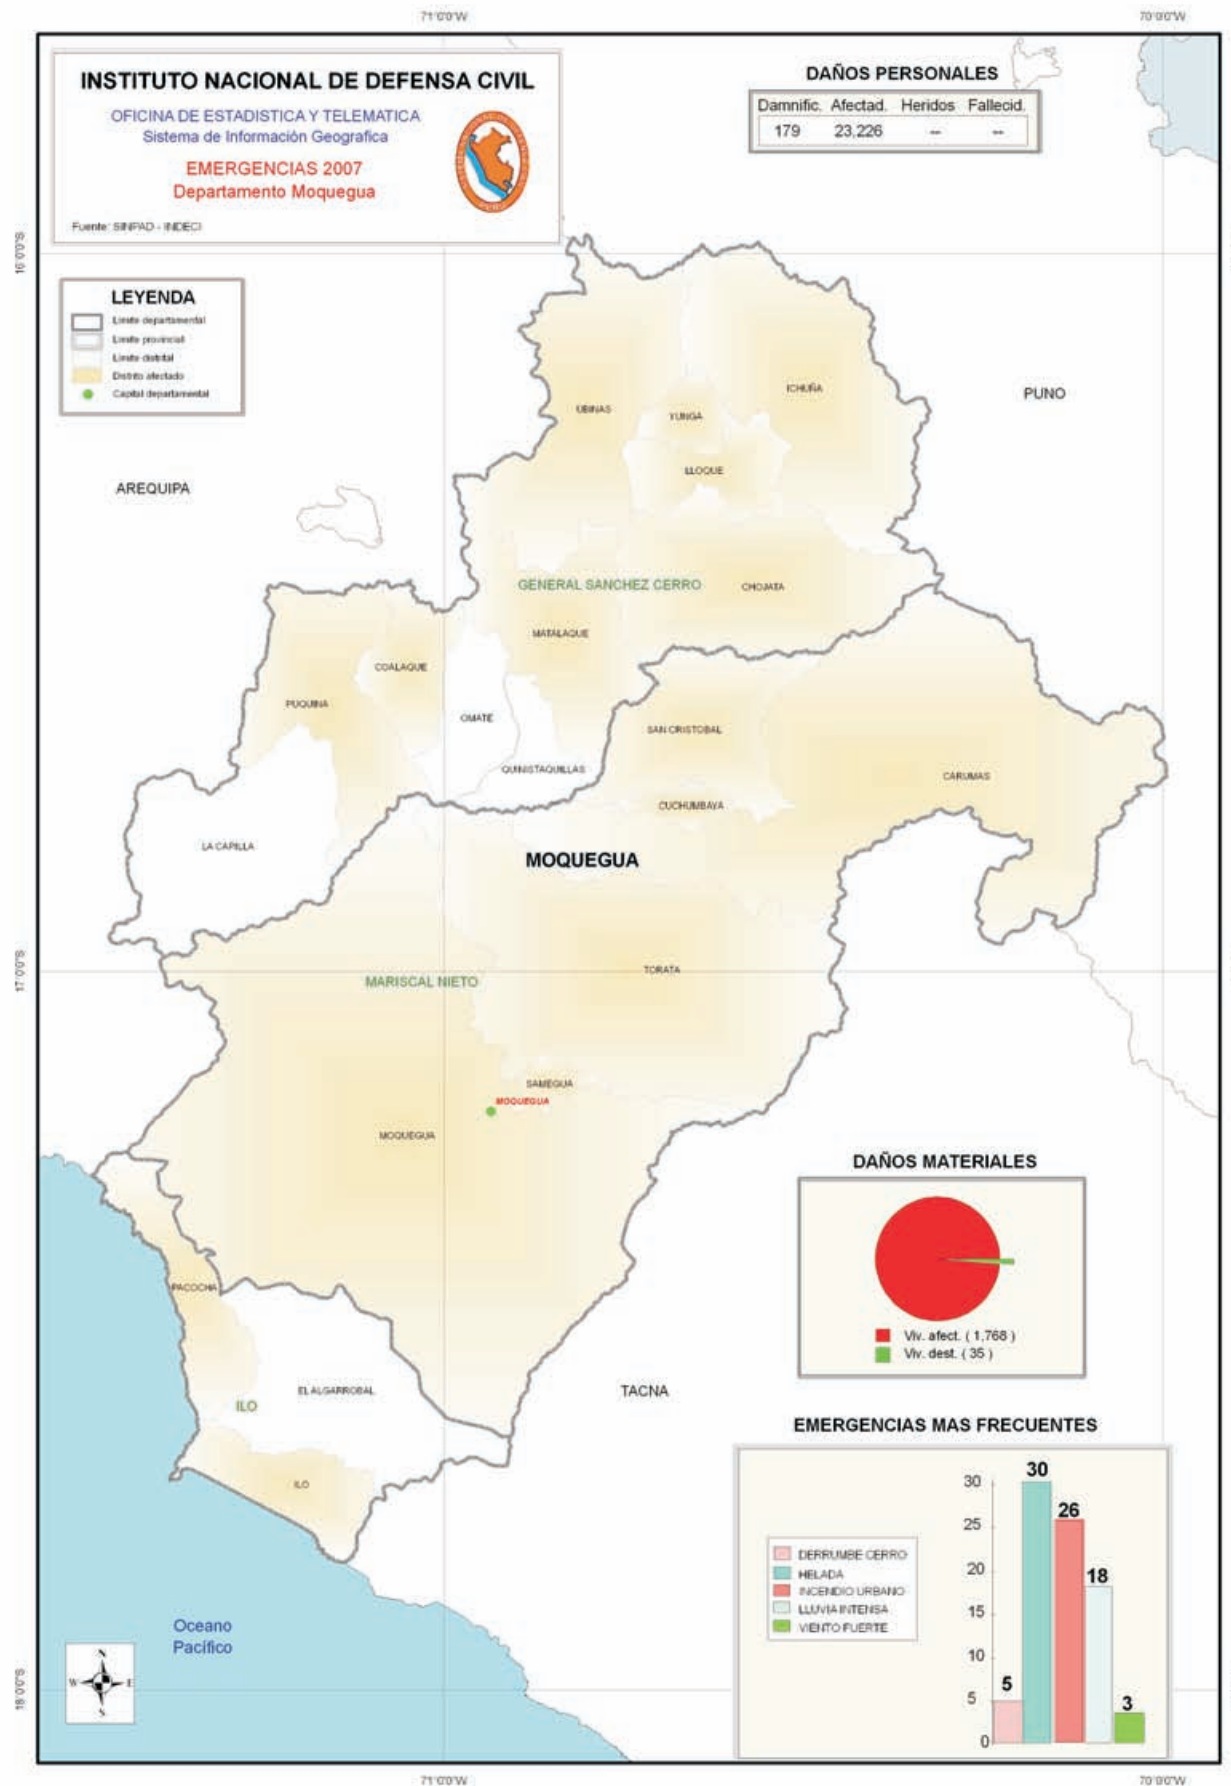 71°0'0"W
70°0'0"W
INSTITUTO NACIONAL DE DEFENSA CIVIL
OFICINA DE ESTADISTICA Y TELEMATICA
Sistema de Información Geografica
EMERGENCIAS 2007
Departamento Moquegua
Fuente: SINPAD - INDECI
DAÑOS PERSONALES
Damnific. Afectad. Heridos Fallecid.
179 23,226 -- --
16°0'0"S
LEYENDA
Limite departamental
Limite provincial
Limite distrital
Distrito afectado
Capital departamental
ICHUÑA
PUNO
UBINAS
YUNGA
LLOQUE
AREQUIPA
GENERAL SANCHEZ CERRO
CHOJATA
MATALAQUE
COALAQUE
PUQUINA
OMATE
SAN CRISTOBAL
QUINISTAQUILLAS
CARUMAS
CUCHUMBAYA
LA CAPILLA
MOQUEGUA
17°0'0"S
TORATA
MARISCAL NIETO
SAMEGUA
MOQUEGUA
MOQUEGUA
DAÑOS MATERIALES
Viv. afect. ( 1,768 )
Viv. dest. ( 35 )
PACOCHA
EL ALGARROBAL
TACNA
ILO
ILO
EMERGENCIAS MAS FRECUENTES
30
25
20
15
10
5
0
5
30
26
18
3
DERRUMBE CERRO
HELADA
INCENDIO URBANO
LLUVIA INTENSA
VIENTO FUERTE
Oceano
Pacífico
N
W E
S
18°0'0"S
71°0'0"W
70°0'0"W